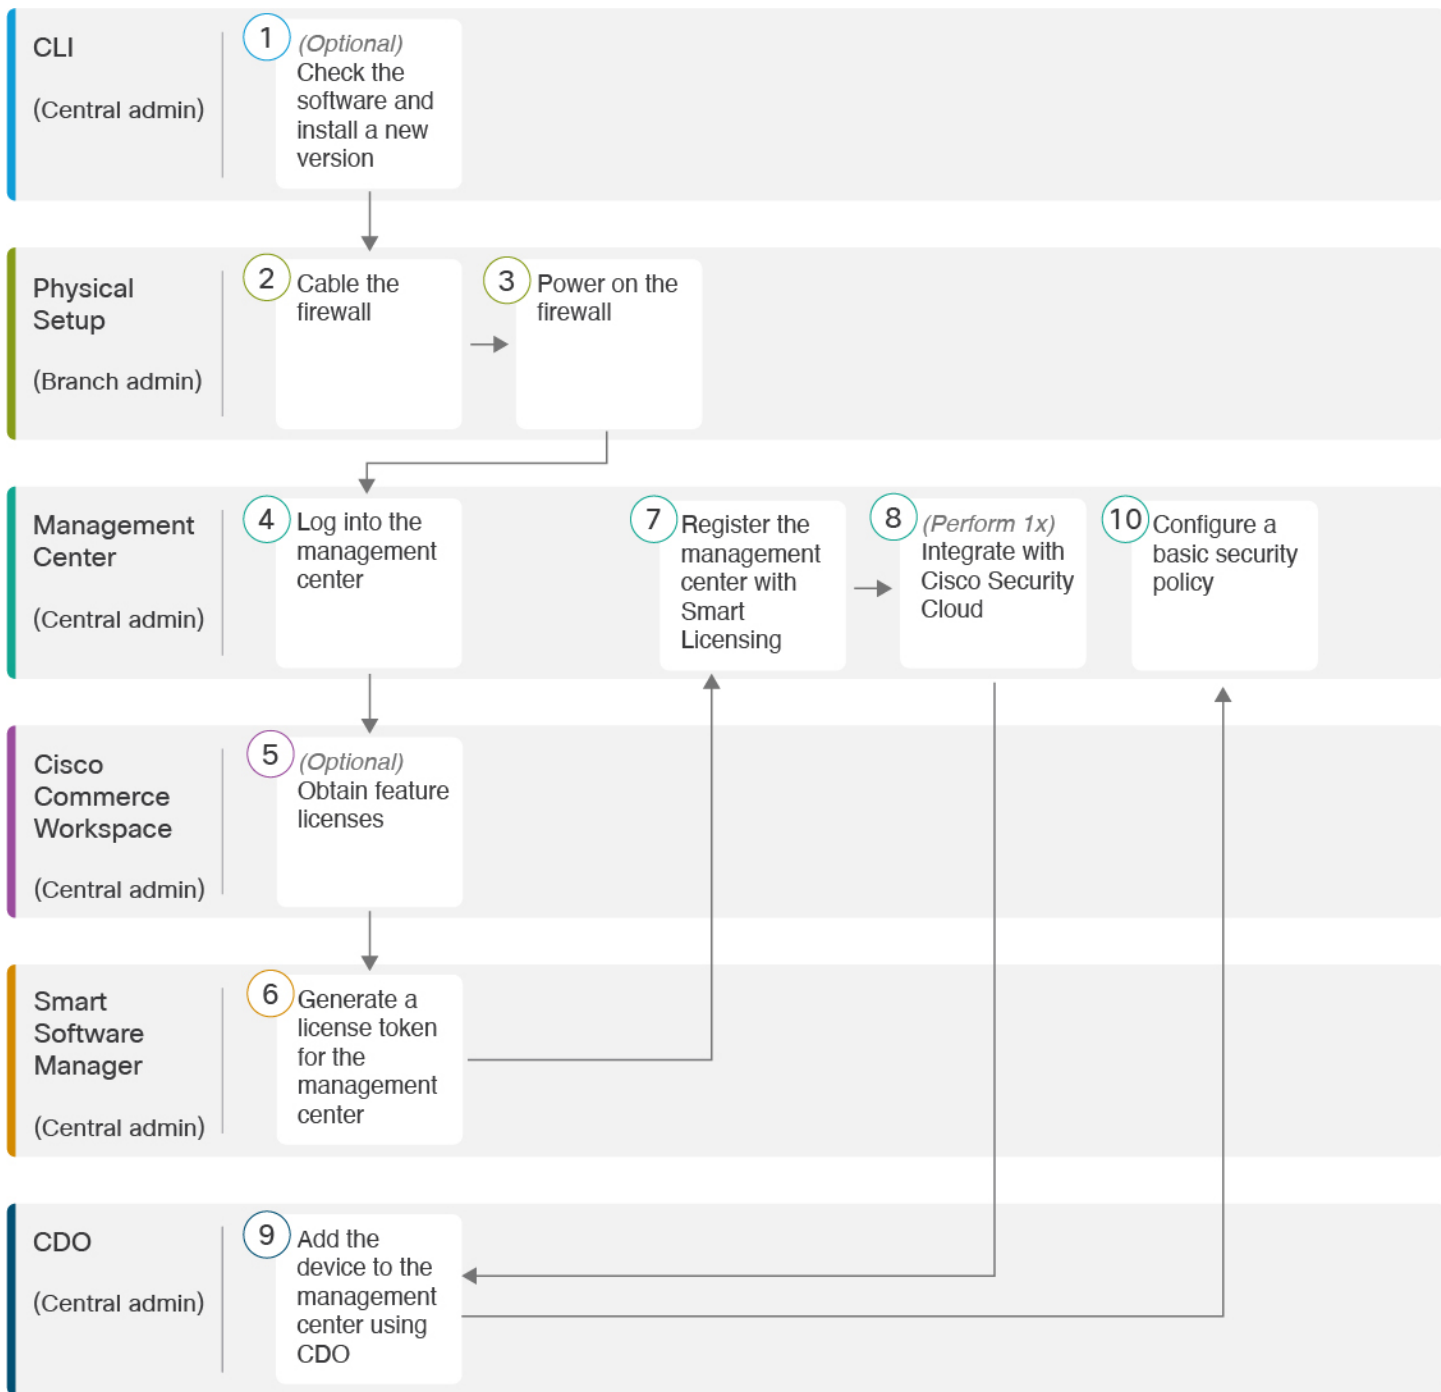 CLI
(Central admin)
1
(Optional)
Check the
software and
install a new
version
Physical
Setup
(Branch admin)
2
Cable the
firewall
3
Power on the
firewall
Management
Center
(Central admin)
4
Log into the
management
center
7
Register the
management
center with
Smart
Licensing
8
(Perform 1x)
Integrate with
Cisco Security
Cloud
10
Configure a
basic security
policy
Cisco
Commerce
Workspace
(Central admin)
5
(Optional)
Obtain feature
licenses
Smart
Software
Manager
(Central admin)
6
Generate a
license token
for the
management
center
CDO
(Central admin)
9
Add the
device to the
management
center using
CDO